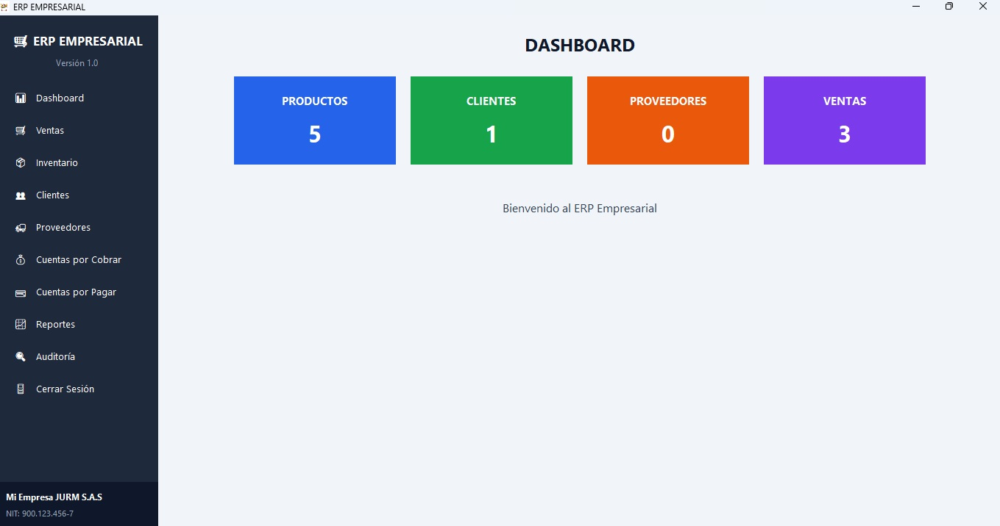 ERP EMPRESARIAL
ERP EMPRESARIAL
Versión 1.0
Dashboard
Ventas
Inventario
Clientes
Proveedores
Cuentas por Cobrar
Cuentas por Pagar
Reportes
Auditoría
Cerrar Sesión
Mi Empresa JURM S.A.S
NIT: 900.123.456-7
DASHBOARD
PRODUCTOS
5
CLIENTES
1
PROVEEDORES
0
VENTAS
3
Bienvenido al ERP Empresarial